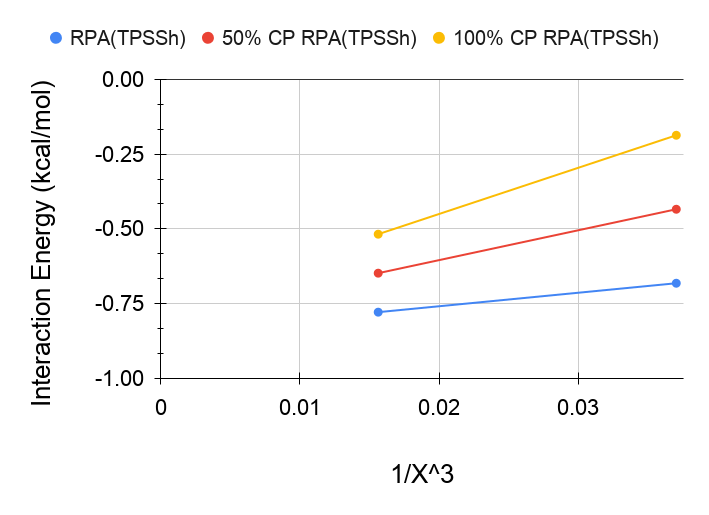 RPA(TPSSh) 50% CP RPA(TPSSh) 100% CP RPA(TPSSh)
Interaction Energy (kcal/mol)
0.00
-0.25
-0.50
-0.75
-1.00
0 0.01 0.02 0.03
1/X^3